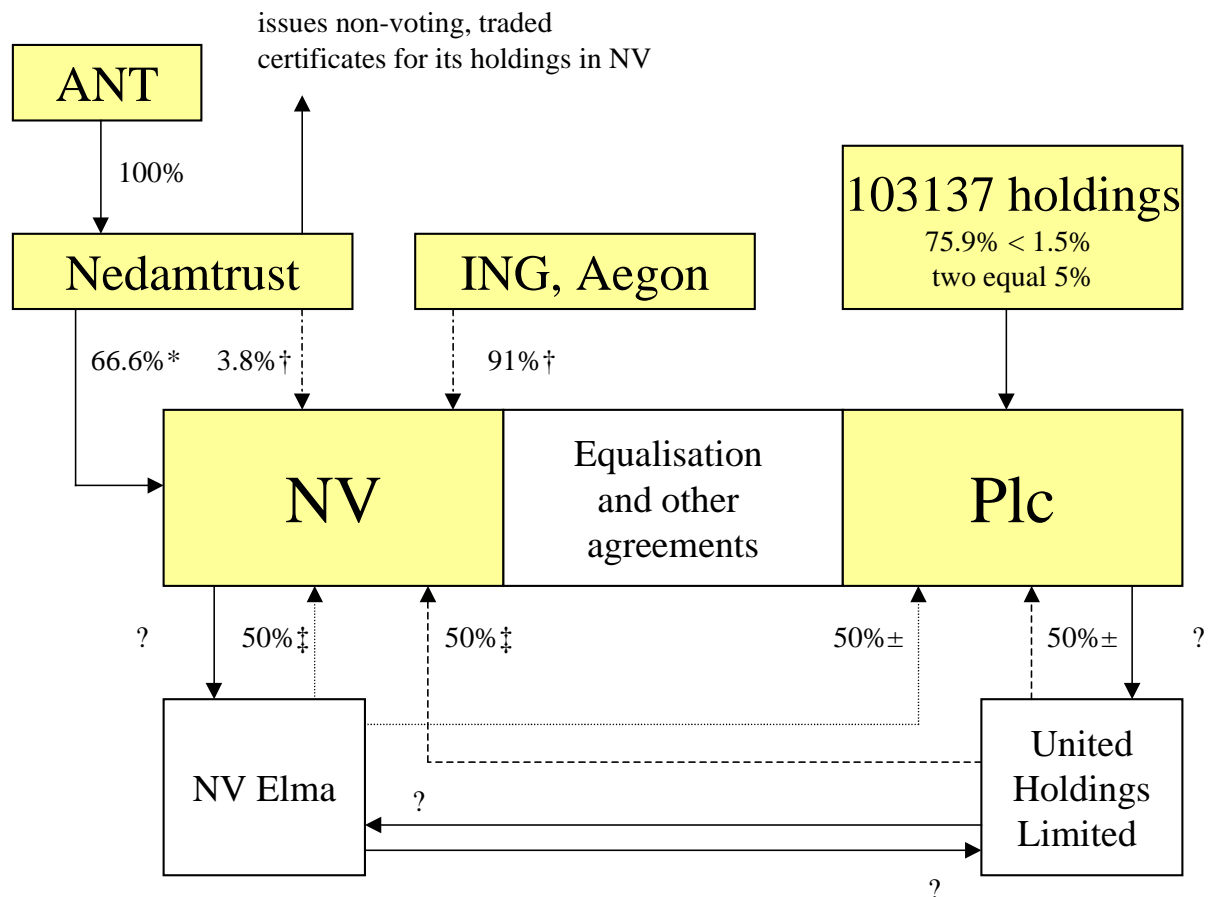 issues non-voting, traded
certificates for its holdings in NV
ANT
100%
103137 holdings
75.9% < 1.5%
two equal 5%
Nedamtrust
ING, Aegon
66.6%*
3.8%†
91%†
NV
Equalisation
and other
agreements
Plc
?
50%‡
50%‡
50%±
50%±
?
NV Elma
United
Holdings
Limited
?
?